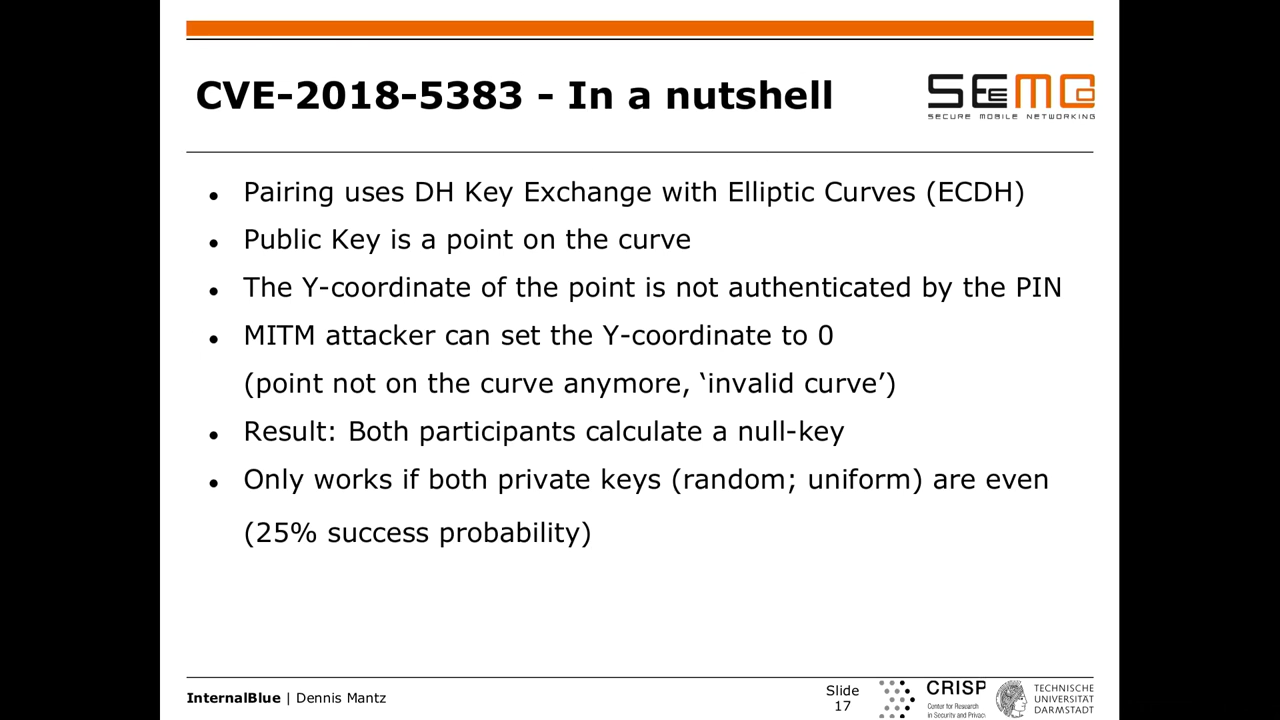 CVE-2018-5383 - In a nutshell
SEEMOO
SECURE MOBILE NETWORKING
Pairing uses DH Key Exchange with Elliptic Curves (ECDH)
Public Key is a point on the curve
The Y-coordinate of the point is not authenticated by the PIN
MITM attacker can set the Y-coordinate to 0
(point not on the curve anymore, ‘invalid curve’)
Result: Both participants calculate a null-key
Only works if both private keys (random; uniform) are even
(25% success probability)
InternalBlue | Dennis Mantz
Slide
17
CRISP
Center for Research
in Security and Privac
TECHNISCHE
UNIVERSITÄT
DARMSTADT